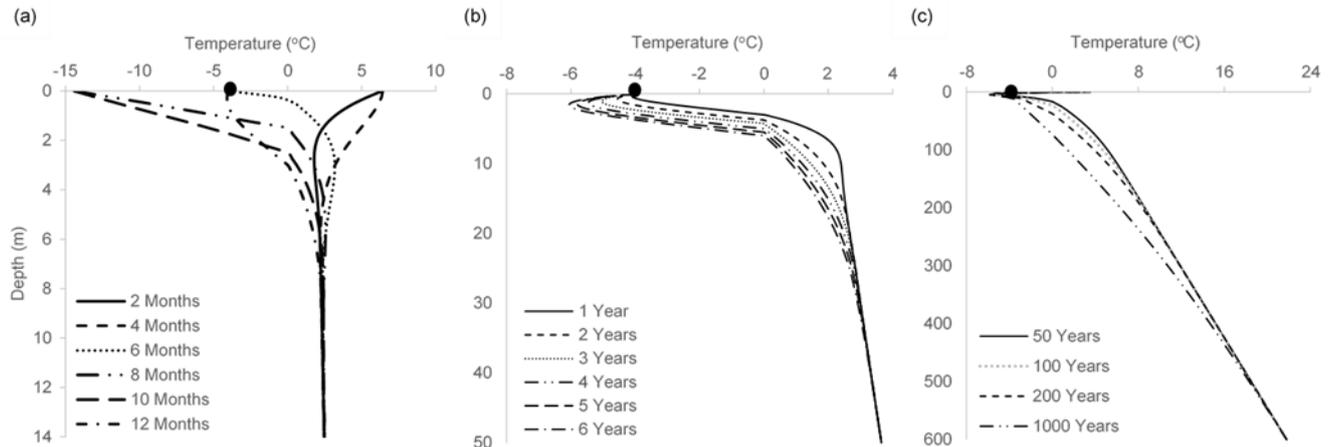 (a)
Temperature (°C)
-15 -10 -5 0 5 10
0
2
4
6
8
10
12
14
Depth (m)
2 Months
4 Months
6 Months
8 Months
10 Months
12 Months
(b)
Temperature (°C)
-8 -6 -4 -2 0 2 4
0
10
20
30
40
50
1 Year
2 Years
3 Years
4 Years
5 Years
6 Years
(c)
Temperature (°C)
-8 0 8 16 24
0
100
200
300
400
500
600
50 Years
100 Years
200 Years
1000 Years